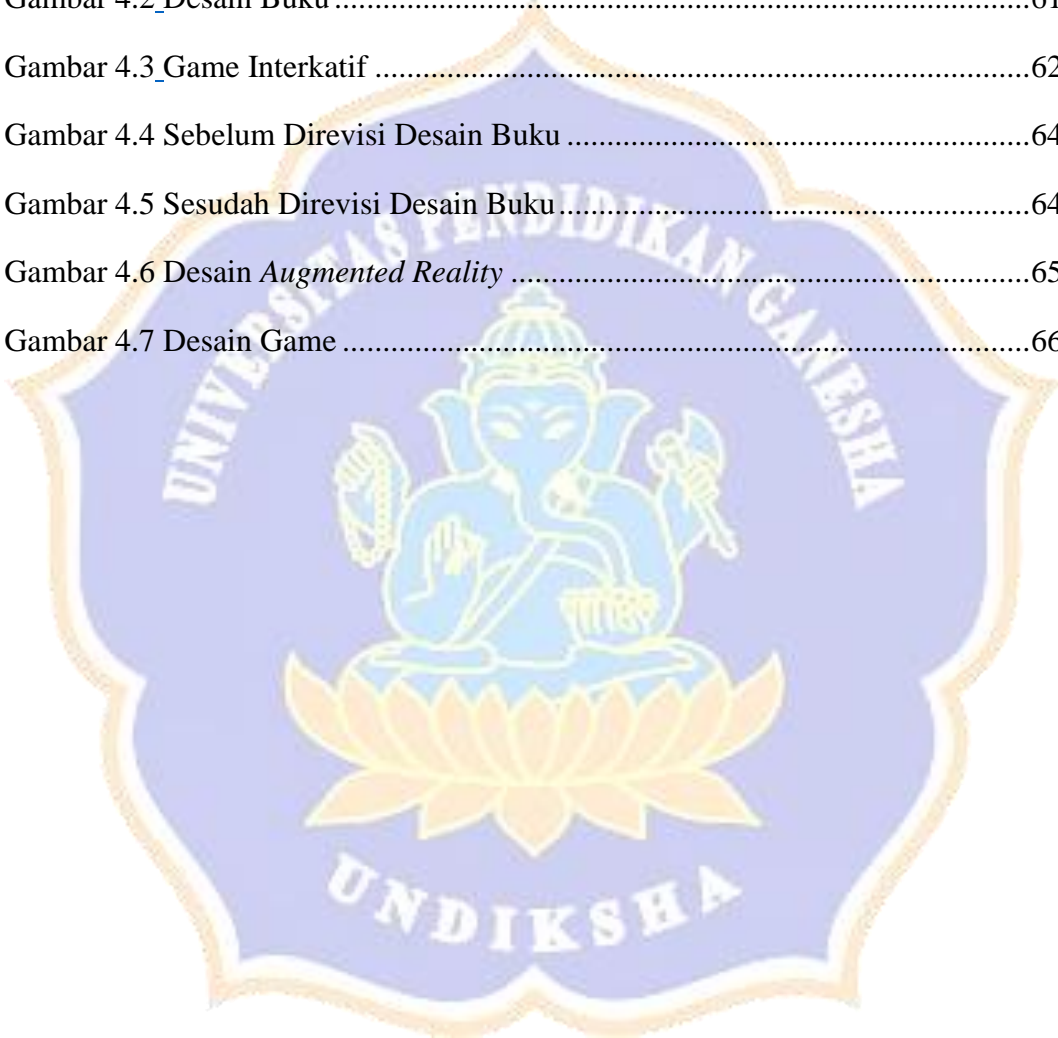 Gambar 4.2 Desain Buku.....................................................................................61
Gambar 4.3 Game Interkatif ................................................................................62
Gambar 4.4 Sebelum Direvisi Desain Buku .........................................................64
Gambar 4.5 Sesudah Direvisi Desain Buku..........................................................64
Gambar 4.6 Desain Augmented Reality ................................................................65
Gambar 4.7 Desain Game ....................................................................................66
UNIVERSITAS PENDIDIKAN GANESHA
UNDIKSHA